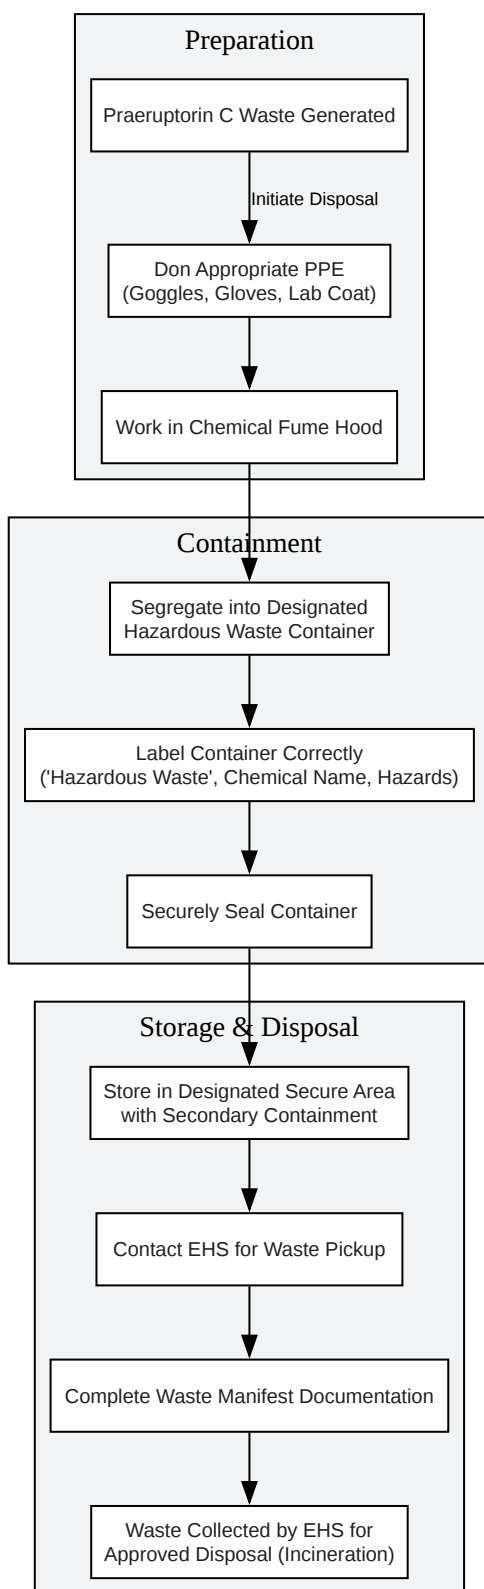 Preparation
Praeruptorin C Waste Generated
Initiate Disposal
Don Appropriate PPE
(Goggles, Gloves, Lab Coat)
Work in Chemical Fume Hood
Containment
Segregate into Designated
Hazardous Waste Container
Label Container Correctly
('Hazardous Waste', Chemical Name, Hazards)
Securely Seal Container
Storage & Disposal
Store in Designated Secure Area
with Secondary Containment
Contact EHS for Waste Pickup
Complete Waste Manifest Documentation
Waste Collected by EHS for
Approved Disposal (Incineration)